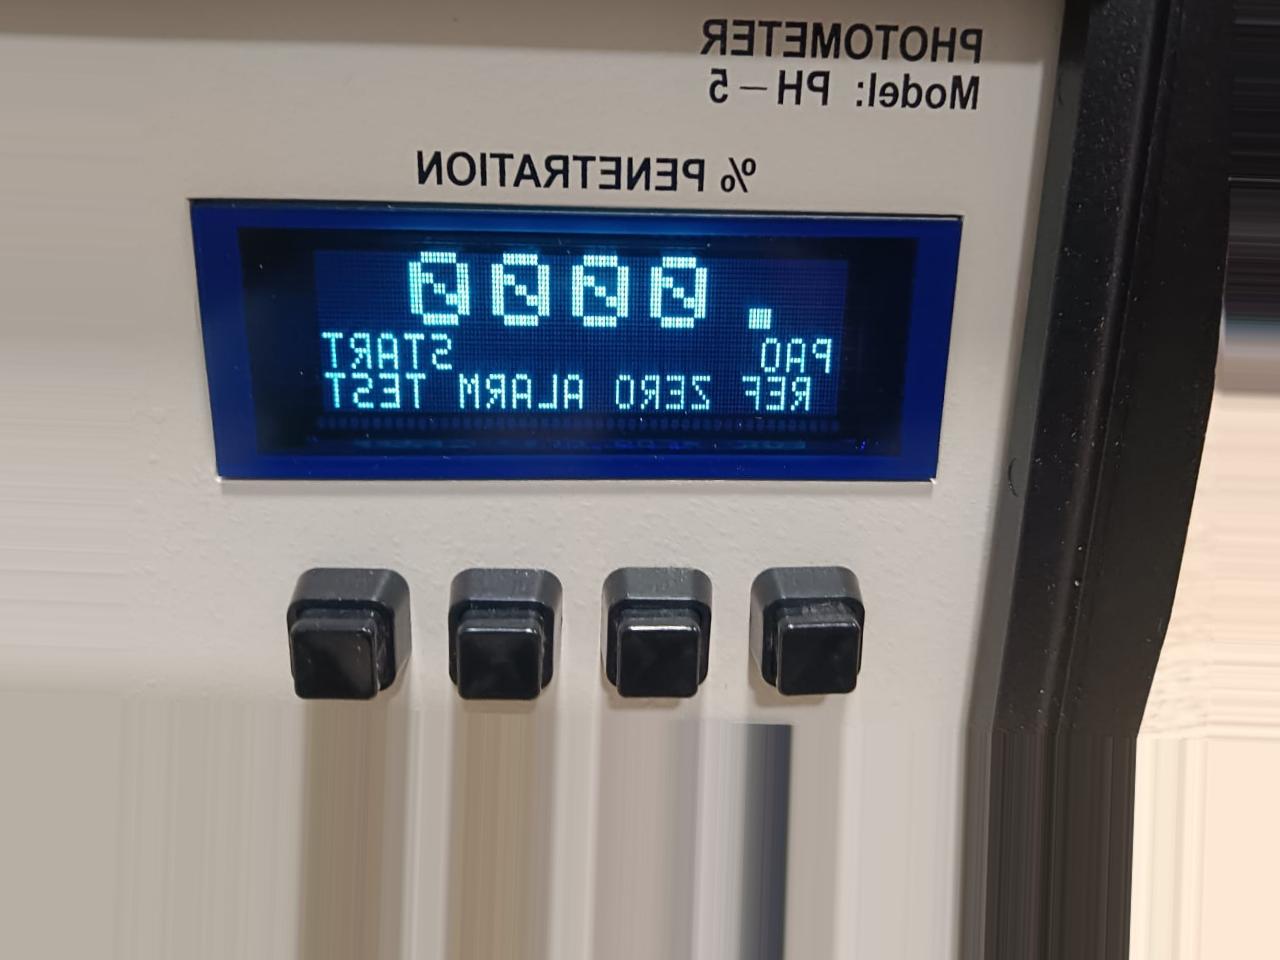 PHOTOMETER
Model: PH-5
% PENETRATION
.0000
PAO START
REF ZERO ALARM TEST